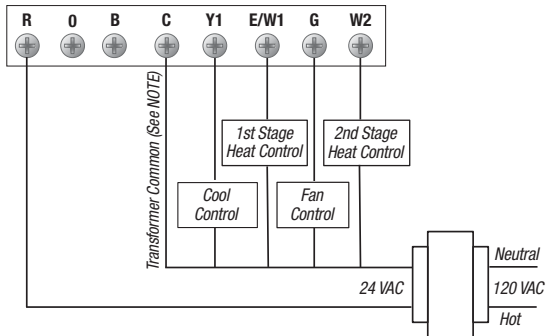 R 0 B C Y1 E/W1 G W2
Transformer Common (See NOTE)
1st Stage
Heat Control
2nd Stage
Heat Control
Cool
Control
Fan
Control
Neutral
24 VAC
120 VAC
Hot